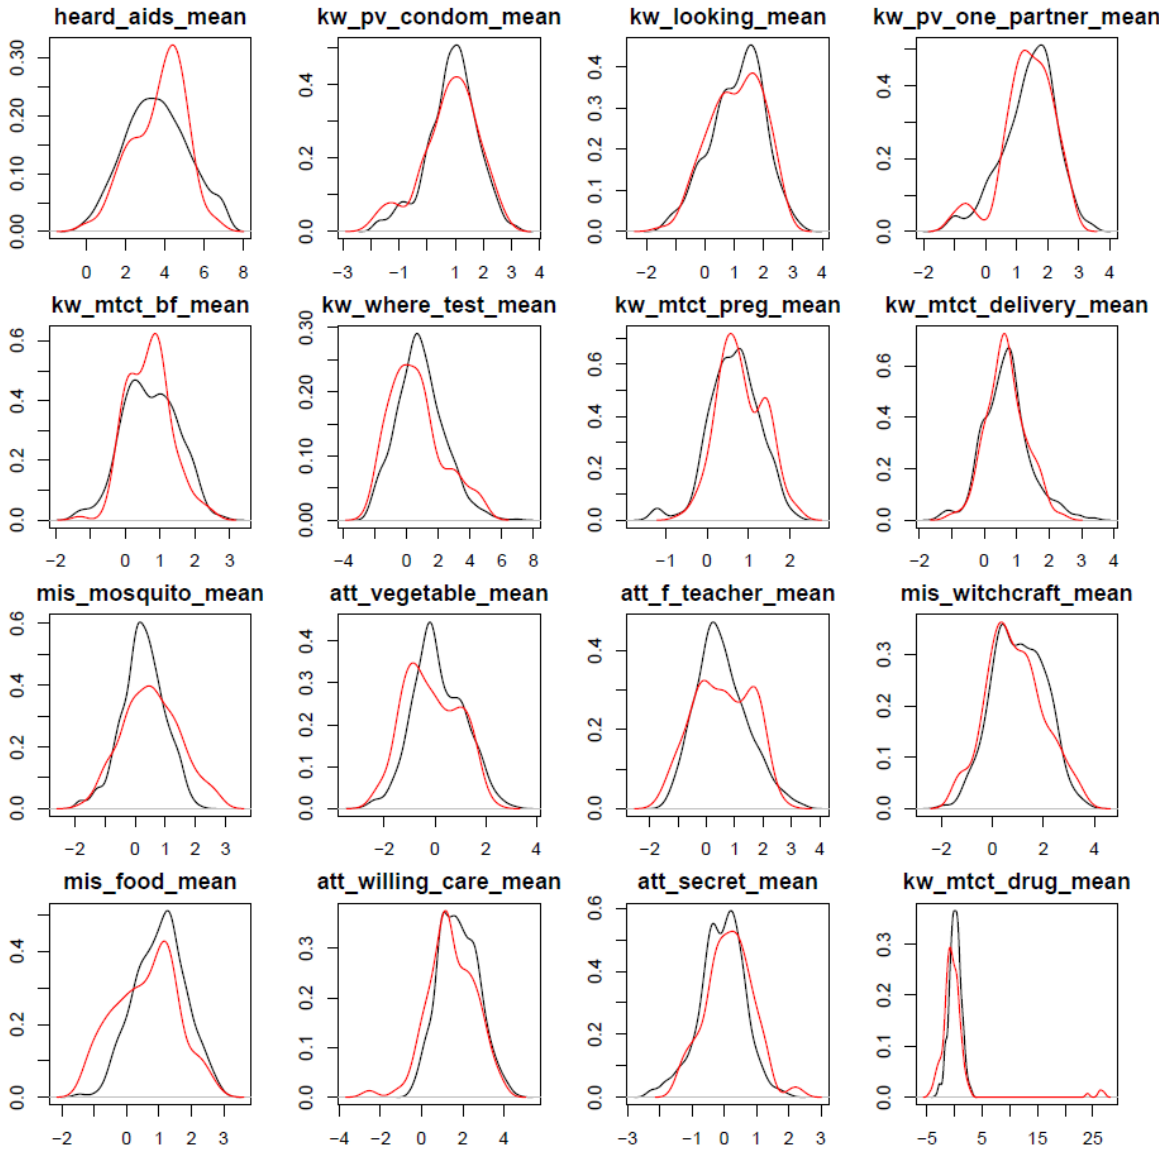 heard_aids_mean kw_pv_condom_mean kw_looking_mean kw_pv_one_partner_mean
0.00 0.10 0.20 0.30
0 2 4 6 8
0.0 0.2 0.4
−3 −1 1 2 3 4
0.0 0.1 0.2 0.3 0.4
−2 0 1 2 3 4
0.0 0.2 0.4
−2 0 1 2 3 4
kw_mtct_bf_mean kw_where_test_mean kw_mtct_preg_mean kw_mtct_delivery_mean
0.0 0.2 0.4 0.6
−2 0 1 2 3
0.00 0.10 0.20 0.30
−4 0 2 4 6 8
0.0 0.2 0.4 0.6
−1 0 1 2
0.0 0.2 0.4 0.6
−2 0 1 2 3 4
mis_mosquito_mean att_vegetable_mean att_f_teacher_mean mis_witchcraft_mean
0.0 0.2 0.4 0.6
−2 0 1 2 3
0.0 0.1 0.2 0.3 0.4
−2 0 2 4
0.0 0.2 0.4
−2 0 1 2 3 4
0.0 0.1 0.2 0.3
−2 0 2 4
mis_food_mean att_willing_care_mean att_secret_mean kw_mtct_drug_mean
0.0 0.2 0.4
−2 0 1 2 3
0.0 0.1 0.2 0.3
−4 −2 0 2 4
0.0 0.2 0.4 0.6
−3 −1 0 1 2 3
0.0 0.1 0.2 0.3
−5 5 15 25